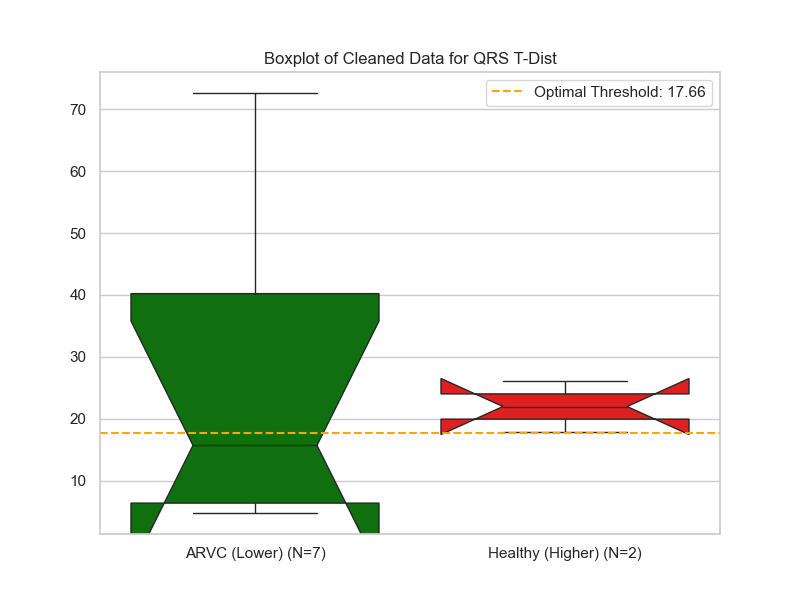 Boxplot of Cleaned Data for QRS T-Dist
Optimal Threshold: 17.66
70
60
50
40
30
20
10
ARVC (Lower) (N=7)
Healthy (Higher) (N=2)